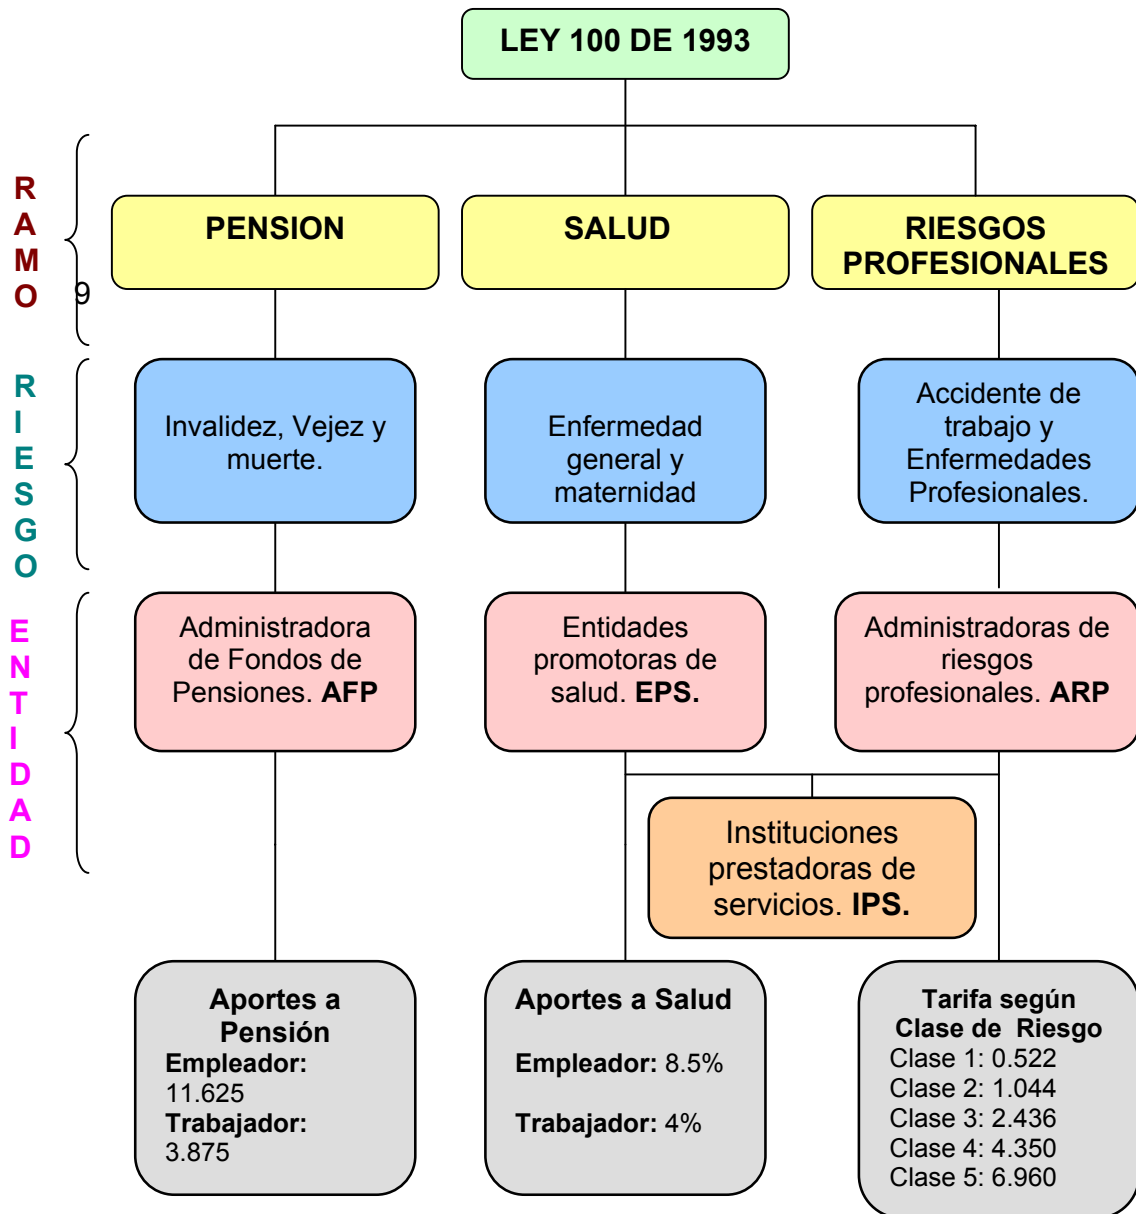 LEY 100 DE 1993
RAMO
9
PENSION
SALUD
RIESGOS
PROFESIONALES
RIESGO
Invalidez, Vejez y
muerte.
Enfermedad
general y
maternidad
Accidente de
trabajo y
Enfermedades
Profesionales.
ENTIDAD
Administradora
de Fondos de
Pensiones. AFP
Entidades
promotoras de
salud. EPS.
Administradoras de
riesgos
profesionales. ARP
Instituciones
prestadoras de
servicios. IPS.
Aportes a
Pensión
Empleador:
11.625
Trabajador:
3.875
Aportes a Salud
Empleador: 8.5%
Trabajador: 4%
Tarifa según
Clase de Riesgo
Clase 1: 0.522
Clase 2: 1.044
Clase 3: 2.436
Clase 4: 4.350
Clase 5: 6.960